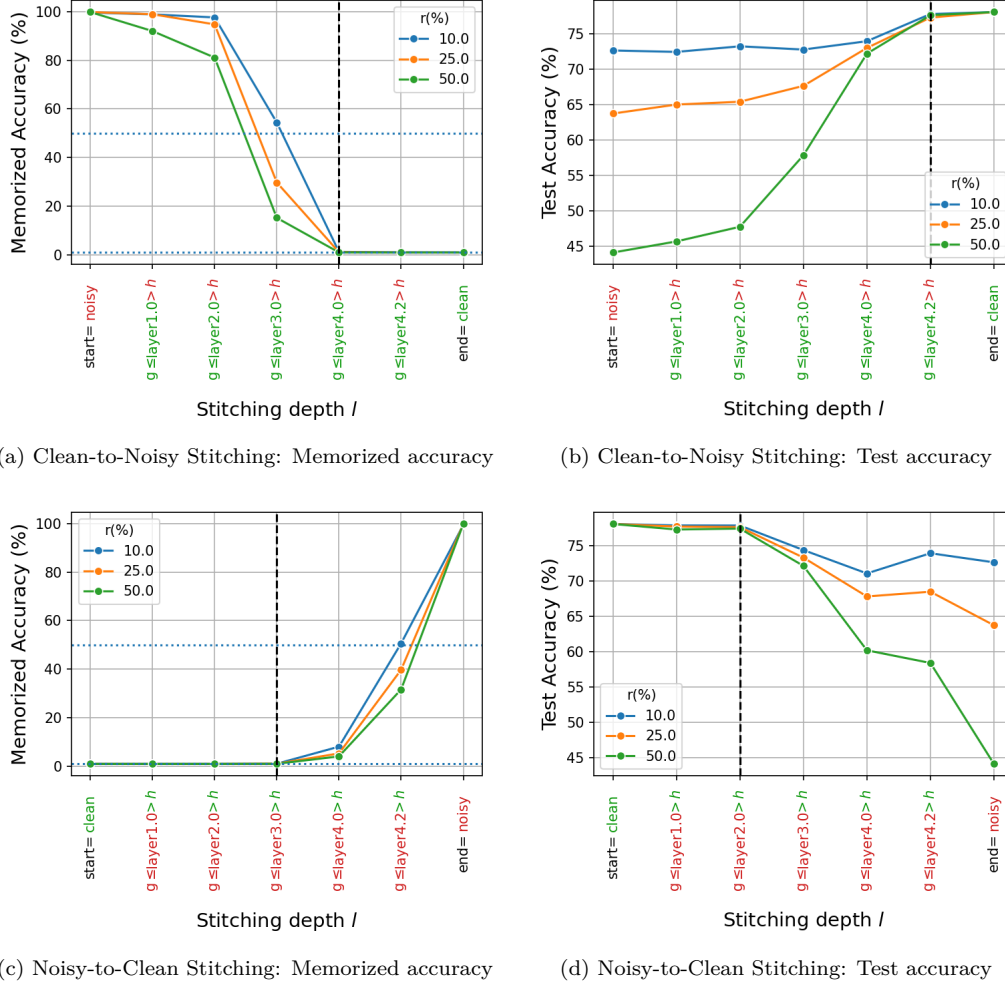 Memorized Accuracy (%)
100
80
60
40
20
0
r(%)
10.0
25.0
50.0
start= noisy
g ≤layer1.0> h
g ≤layer2.0> h
g ≤layer3.0> h
g ≤layer4.0> h
g ≤layer4.2> h
end= clean
Stitching depth l
(a) Clean-to-Noisy Stitching: Memorized accuracy
Test Accuracy (%)
75
70
65
60
55
50
45
r(%)
10.0
25.0
50.0
start= noisy
g ≤layer1.0> h
g ≤layer2.0> h
g ≤layer3.0> h
g ≤layer4.0> h
g ≤layer4.2> h
end= clean
Stitching depth l
(b) Clean-to-Noisy Stitching: Test accuracy
Memorized Accuracy (%)
100
80
60
40
20
0
r(%)
10.0
25.0
50.0
start= clean
g ≤layer1.0> h
g ≤layer2.0> h
g ≤layer3.0> h
g ≤layer4.0> h
g ≤layer4.2> h
end= noisy
Stitching depth l
(c) Noisy-to-Clean Stitching: Memorized accuracy
Test Accuracy (%)
75
70
65
60
55
50
45
r(%)
10.0
25.0
50.0
start= clean
g ≤layer1.0> h
g ≤layer2.0> h
g ≤layer3.0> h
g ≤layer4.0> h
g ≤layer4.2> h
end= noisy
Stitching depth l
(d) Noisy-to-Clean Stitching: Test accuracy